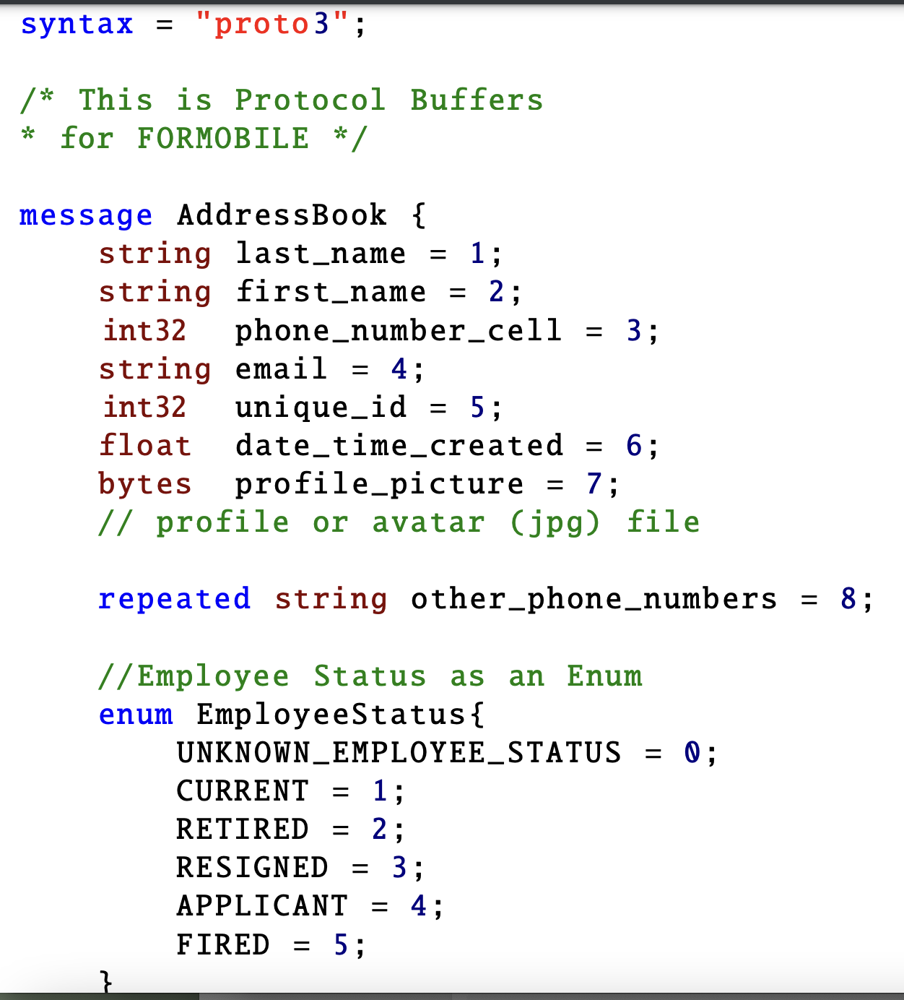 syntax = "proto3";
/* This is Protocol Buffers
* for FORMOBILE */
message AddressBook {
string last_name = 1;
string first_name = 2;
int32 phone_number_cell = 3;
string email = 4;
int32 unique_id = 5;
float date_time_created = 6;
bytes profile_picture = 7;
// profile or avatar (jpg) file
repeated string other_phone_numbers = 8;
//Employee Status as an Enum
enum EmployeeStatus{
UNKNOWN_EMPLOYEE_STATUS = 0;
CURRENT = 1;
RETIRED = 2;
RESIGNED = 3;
APPLICANT = 4;
FIRED = 5;
}